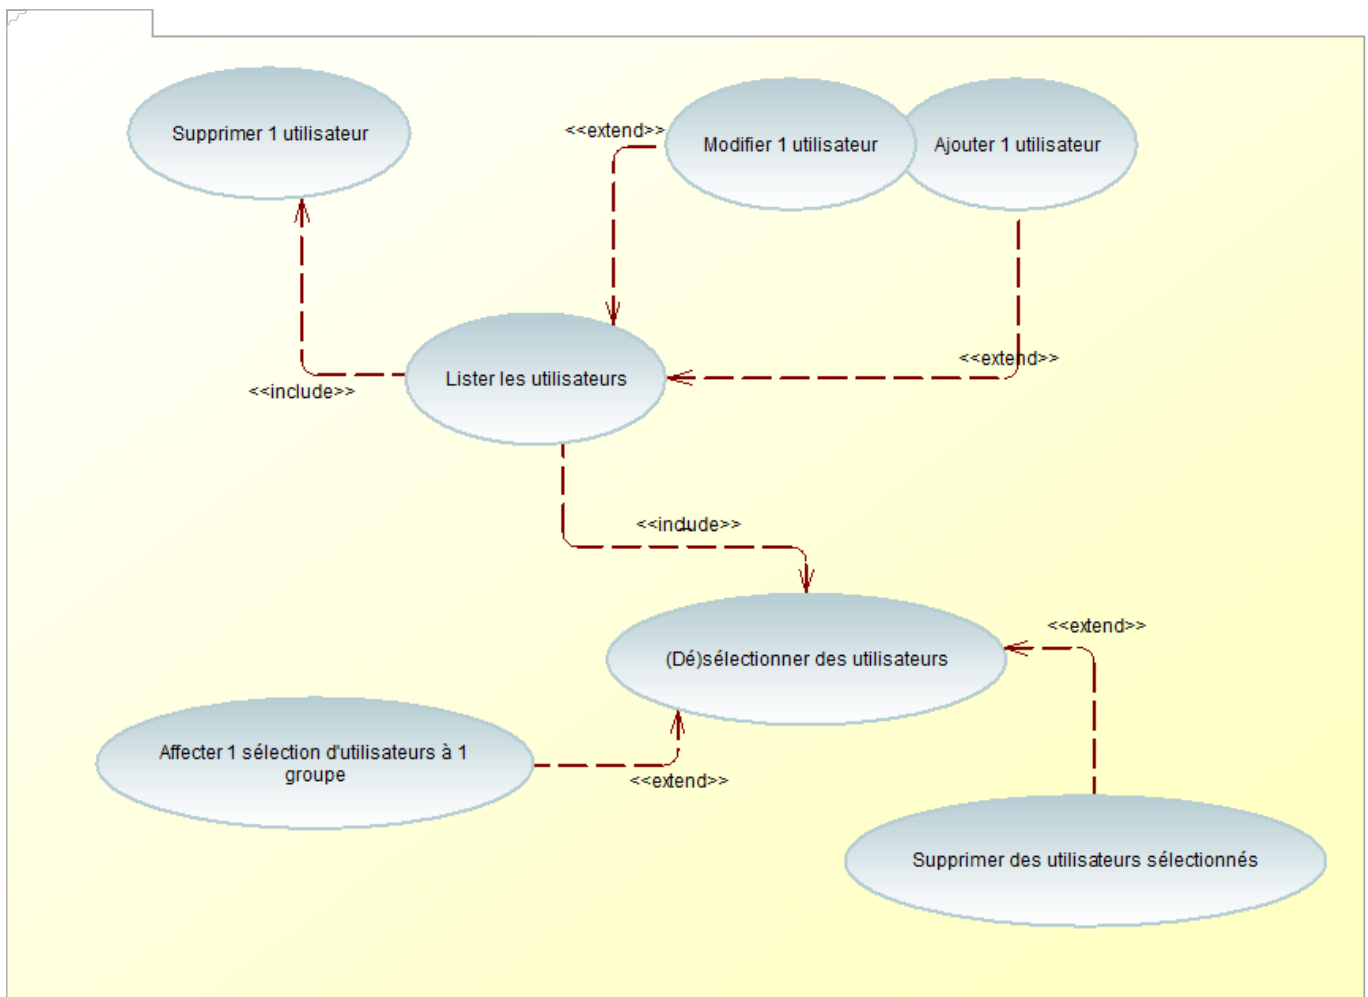 Supprimer 1 utilisateur
<<extend>>
Modifier 1 utilisateur
Ajouter 1 utilisateur
<<extend>>
Lister les utilisateurs
<<include>>
<<include>>
<<extend>>
(Dé)sélectionner des utilisateurs
Affecter 1 sélection d'utilisateurs à 1
groupe
<<extend>>
Supprimer des utilisateurs sélectionnés